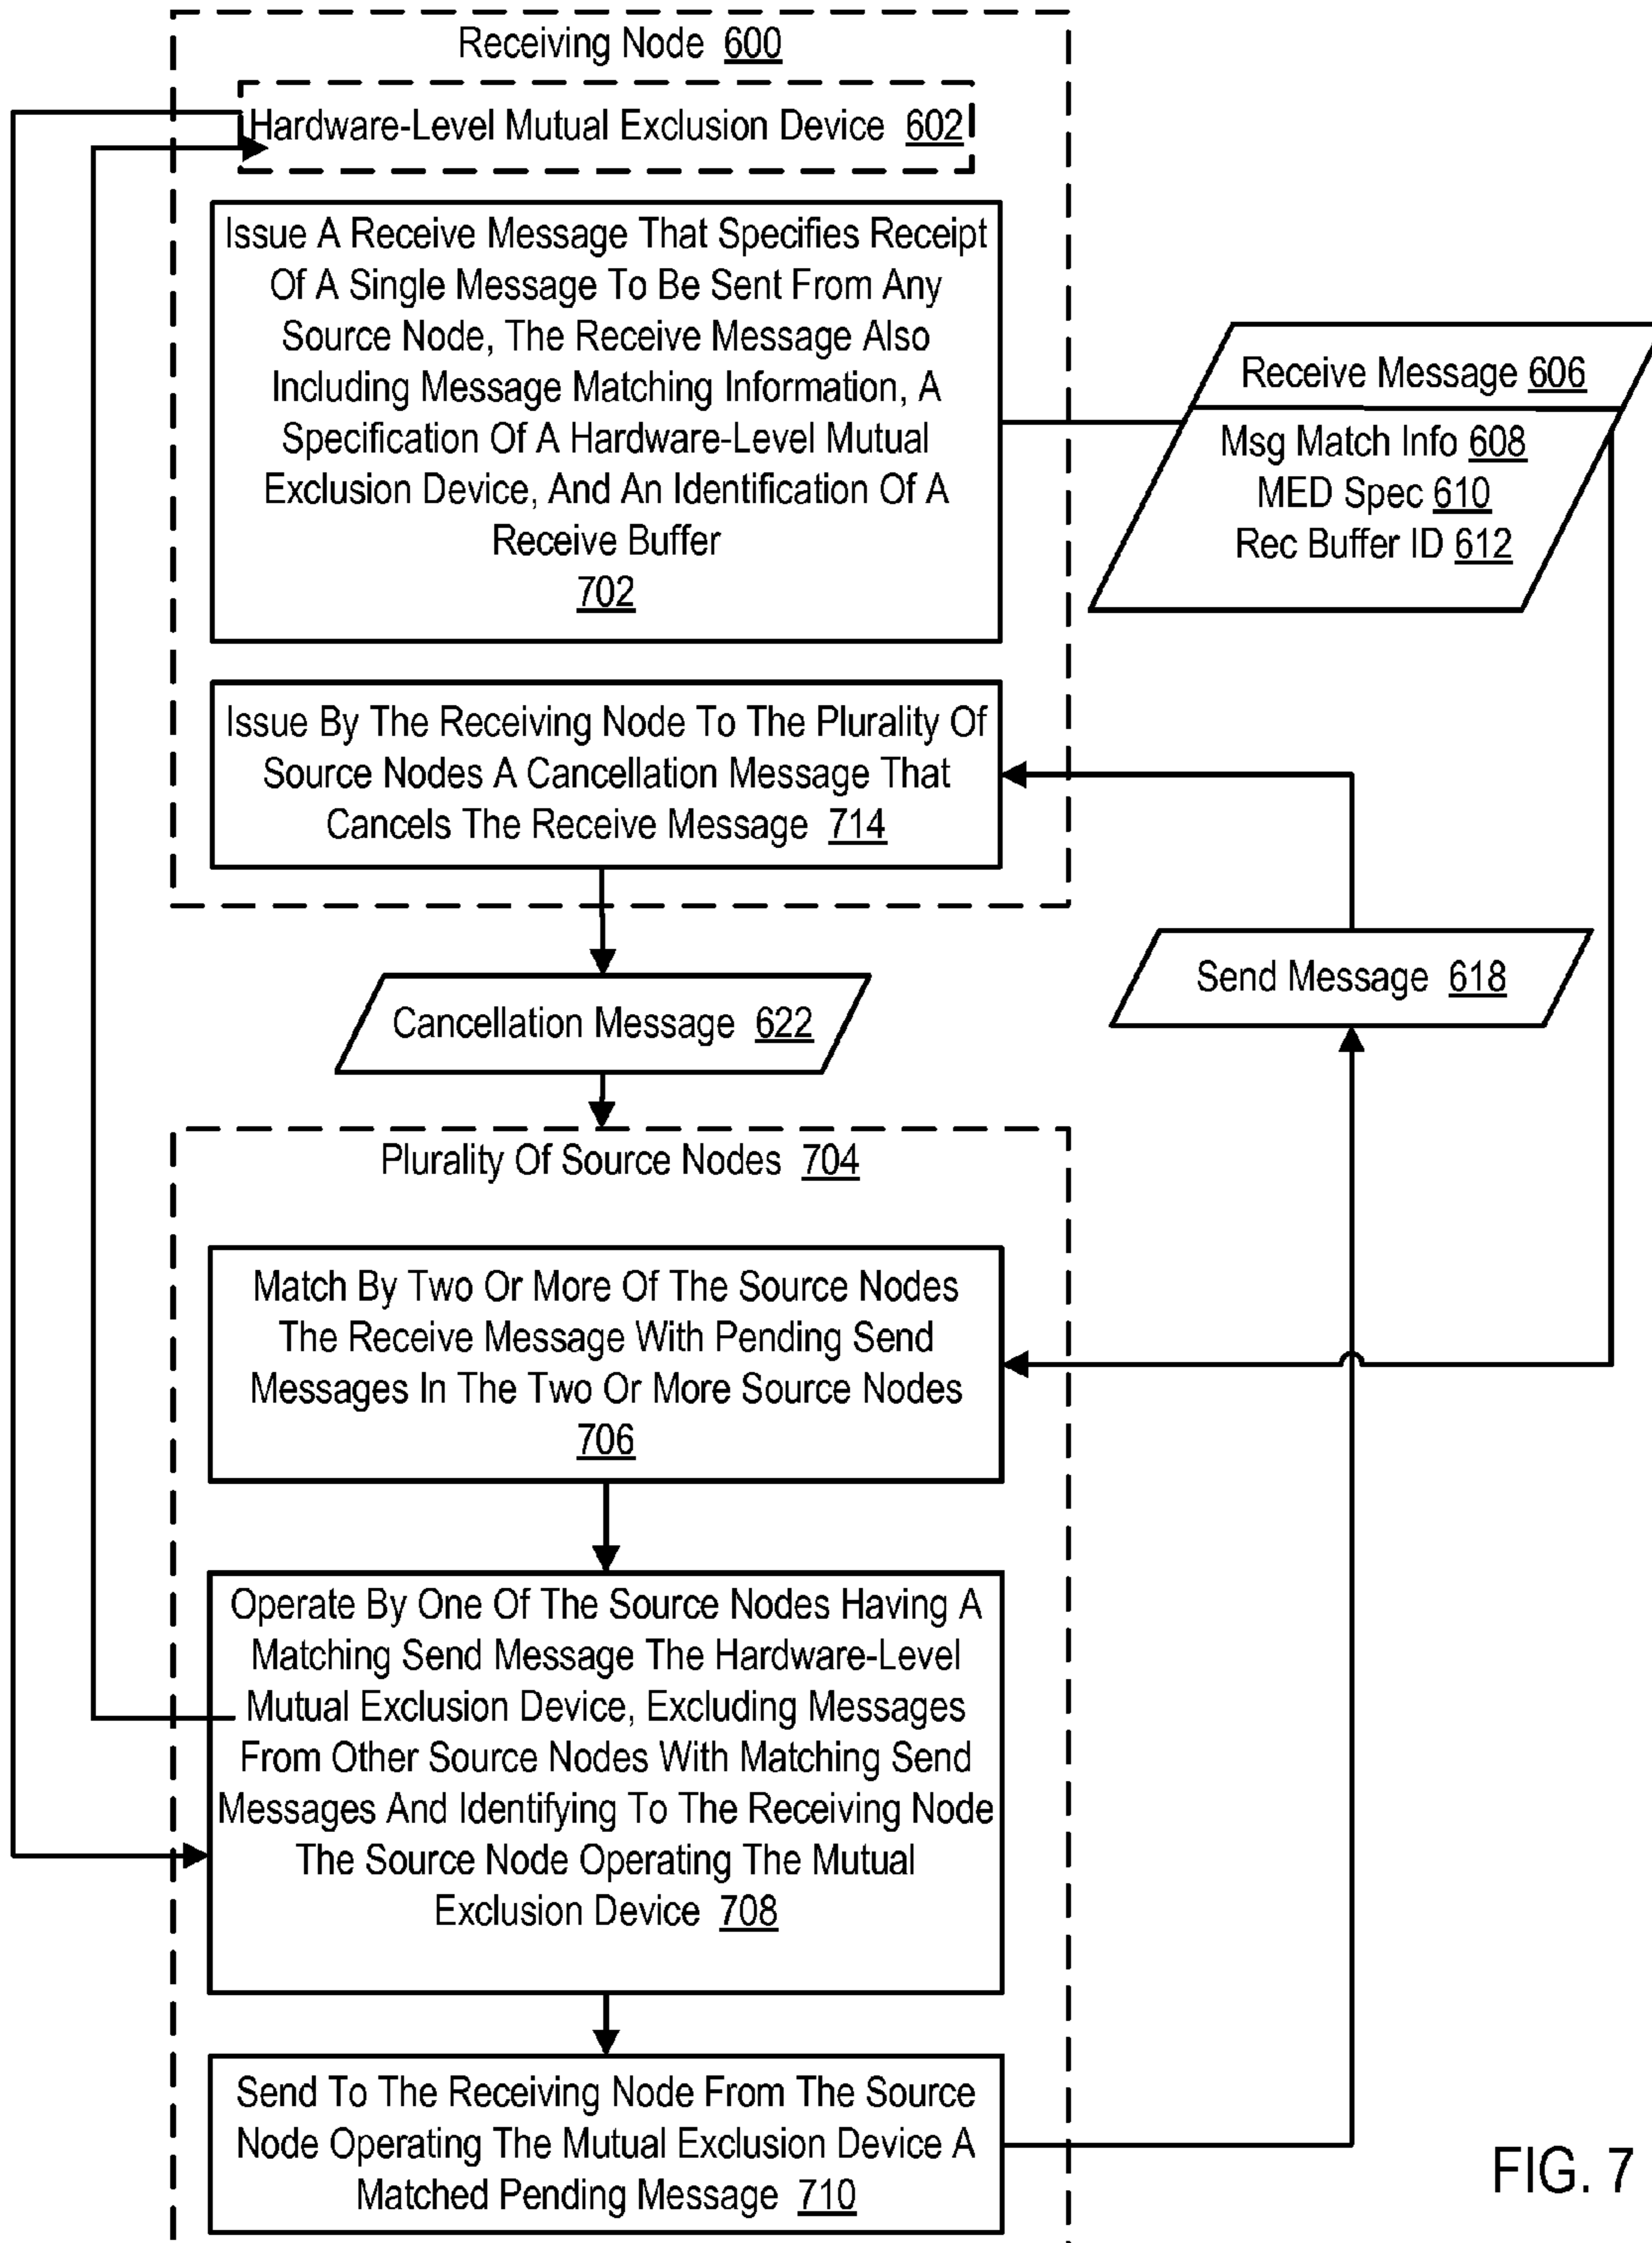 Receiving Node 600
Hardware-Level Mutual Exclusion Device 602
Issue A Receive Message That Specifies Receipt
Of A Single Message To Be Sent From Any
Source Node, The Receive Message Also
Including Message Matching Information, A
Specification Of A Hardware-Level Mutual
Exclusion Device, And An Identification Of A
Receive Buffer
702
Receive Message 606
Msg Match Info 608
MED Spec 610
Rec Buffer ID 612
Issue By The Receiving Node To The Plurality Of
Source Nodes A Cancellation Message That
Cancels The Receive Message 714
Send Message 618
Cancellation Message 622
Plurality Of Source Nodes 704
Match By Two Or More Of The Source Nodes
The Receive Message With Pending Send
Messages In The Two Or More Source Nodes
706
Operate By One Of The Source Nodes Having A
Matching Send Message The Hardware-Level
Mutual Exclusion Device, Excluding Messages
From Other Source Nodes With Matching Send
Messages And Identifying To The Receiving Node
The Source Node Operating The Mutual
Exclusion Device 708
Send To The Receiving Node From The Source
Node Operating The Mutual Exclusion Device A
Matched Pending Message 710
FIG. 7